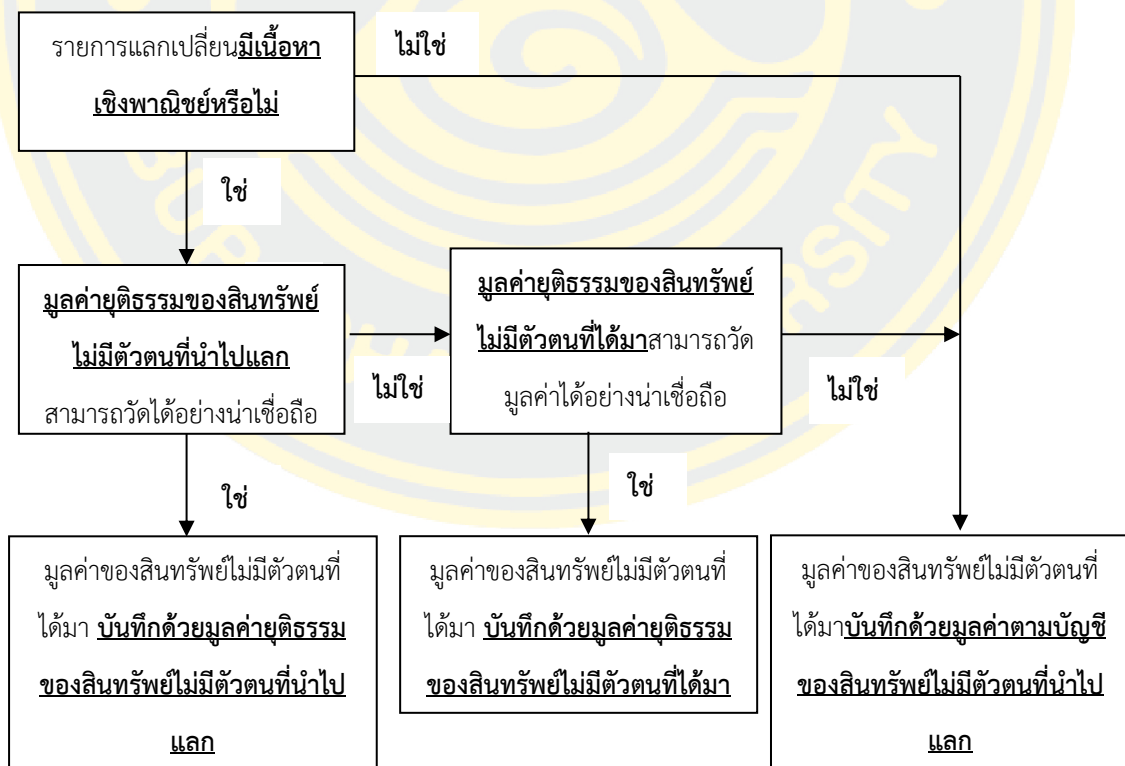 รายการแลกเปลี่ยนมีเนื้อหา
เชิงพาณิชย์หรือไม่
ไม่ใช่
ใช่
มูลค่ายุติธรรมของสินทรัพย์
ไม่มีตัวตนที่นำไปแลก
สามารถวัดได้อย่างน่าเชื่อถือ
ไม่ใช่
มูลค่ายุติธรรมของสินทรัพย์
ไม่มีตัวตนที่ได้มาสามารถวัด
มูลค่าได้อย่างน่าเชื่อถือ
ไม่ใช่
ใช่
ใช่
มูลค่าของสินทรัพย์ไม่มีตัวตนที่
ได้มา บันทึกด้วยมูลค่ายุติธรรม
ของสินทรัพย์ไม่มีตัวตนที่นำไป
แลก
มูลค่าของสินทรัพย์ไม่มีตัวตนที่
ได้มา บันทึกด้วยมูลค่ายุติธรรม
ของสินทรัพย์ไม่มีตัวตนที่ได้มา
มูลค่าของสินทรัพย์ไม่มีตัวตนที่
ได้มาบันทึกด้วยมูลค่าตามบัญชี
ของสินทรัพย์ไม่มีตัวตนที่นำไป
แลก